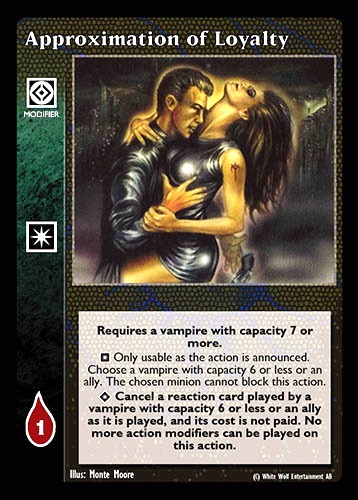 Approximation of Loyalty
MODIFIER
Requires a vampire with capacity 7 or
more.
Only usable as the action is announced.
Choose a vampire with capacity 6 or less or an
ally. The chosen minion cannot block this action.
Cancel a reaction card played by a
vampire with capacity 6 or less or an ally
as it is played, and its cost is not paid. No
more action modifiers can be played on
this action.
1
Illus: Monte Moore
(C) White Wolf Entertainment AB